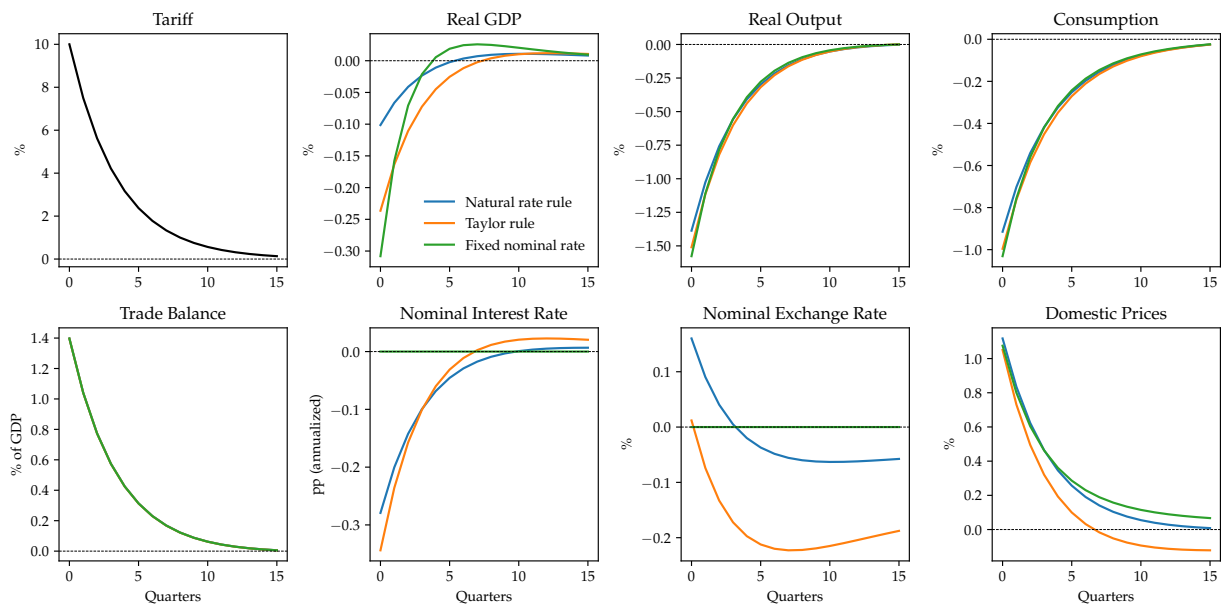 Tariff
%
10
8
6
4
2
0
0 5 10 15
Real GDP
%
0.00
−0.05
−0.10
−0.15
−0.20
−0.25
−0.30
Natural rate rule
Taylor rule
Fixed nominal rate
0 5 10 15
Real Output
%
0.00
−0.25
−0.50
−0.75
−1.00
−1.25
−1.50
0 5 10 15
Consumption
%
0.0
−0.2
−0.4
−0.6
−0.8
−1.0
0 5 10 15
Trade Balance
% of GDP
1.4
1.2
1.0
0.8
0.6
0.4
0.2
0.0
0 5 10 15
Quarters
Nominal Interest Rate
pp (annualized)
0.0
−0.1
−0.2
−0.3
0 5 10 15
Quarters
Nominal Exchange Rate
%
0.1
0.0
−0.1
−0.2
0 5 10 15
Quarters
Domestic Prices
%
1.0
0.8
0.6
0.4
0.2
0.0
0 5 10 15
Quarters